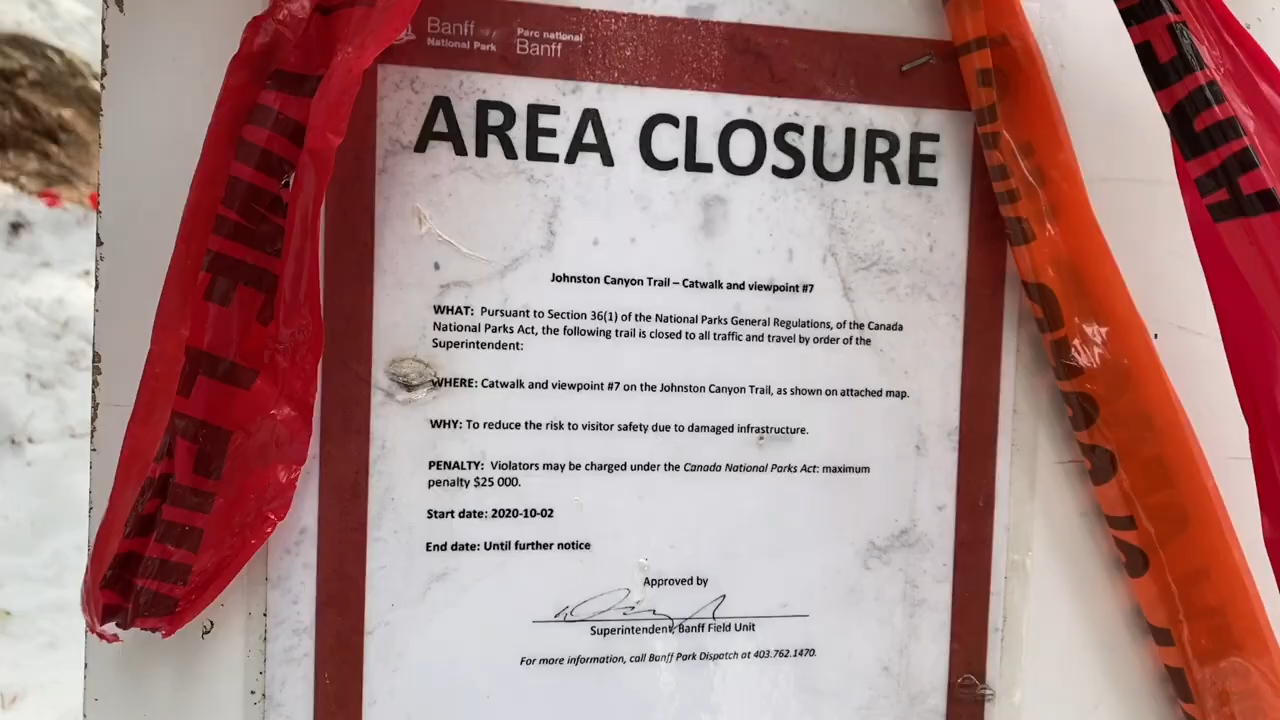 Banff
National Park
Parc national
Banff
AREA CLOSURE
Johnston Canyon Trail – Catwalk and viewpoint #7
WHAT: Pursuant to Section 36(1) of the National Parks General Regulations, of the Canada
National Parks Act, the following trail is closed to all traffic and travel by order of the
Superintendent:
WHERE: Catwalk and viewpoint #7 on the Johnston Canyon Trail, as shown on attached map.
WHY: To reduce the risk to visitor safety due to damaged infrastructure.
PENALTY: Violators may be charged under the Canada National Parks Act: maximum
penalty $25 000.
Start date: 2020-10-02
End date: Until further notice
Approved by
Superintendent, Banff Field Unit
For more information, call Banff Park Dispatch at 403.762.1470.